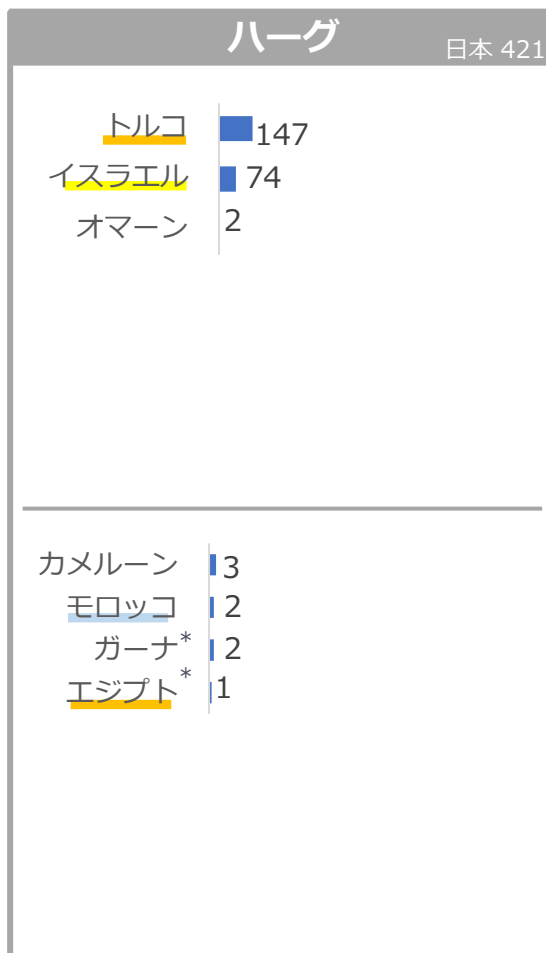 ハーグ 日本 421
トルコ 147
イスラエル 74
オマーン 2
カメルーン 3
モロッコ 2
ガーナ* 2
エジプト* 1